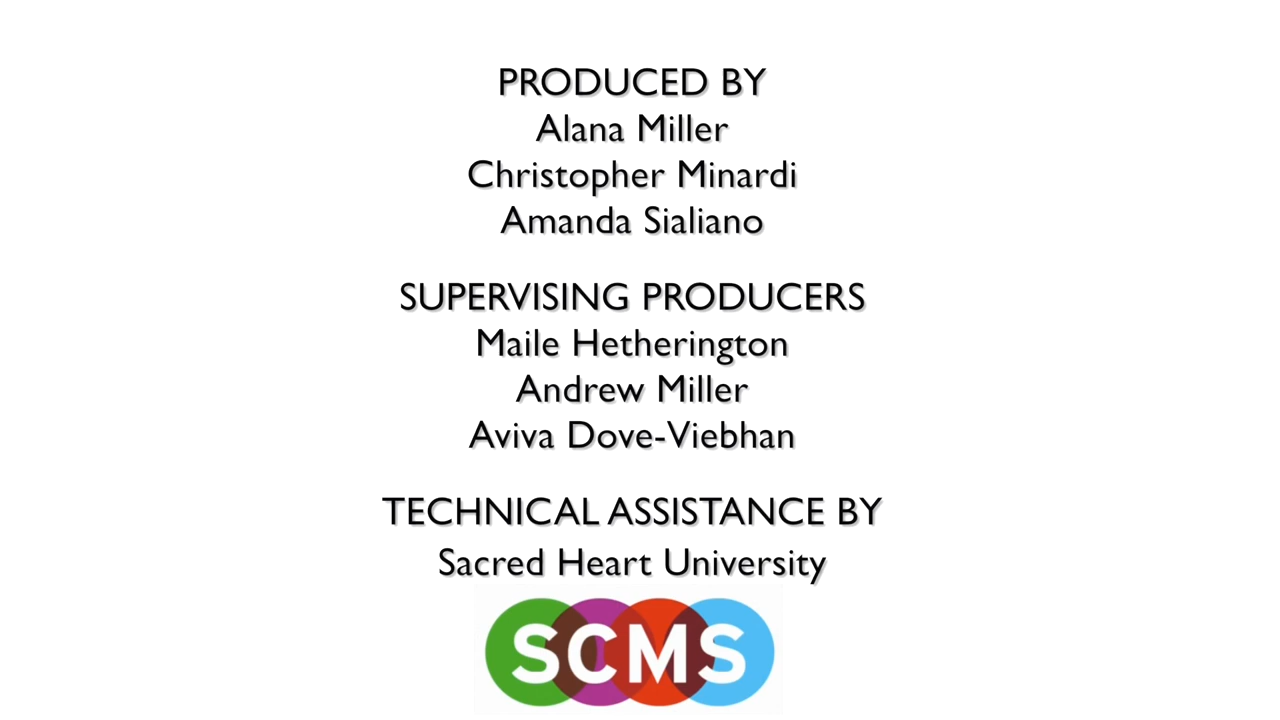 PRODUCED BY
Alana Miller
Christopher Minardi
Amanda Sialiano
SUPERVISING PRODUCERS
Maile Hetherington
Andrew Miller
Aviva Dove-Viebhan
TECHNICAL ASSISTANCE BY
Sacred Heart University
SCMS